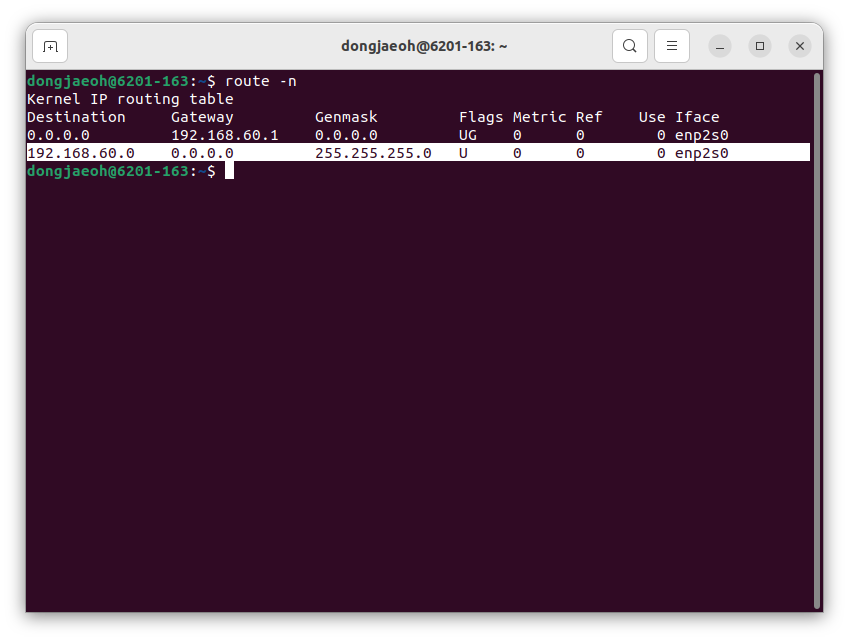 dongjaeoh@6201-163: ~
dongjaeoh@6201-163:~$ route -n
Kernel IP routing table
Destination     Gateway         Genmask         Flags Metric Ref    Use Iface
0.0.0.0         192.168.60.1    0.0.0.0         UG    0      0        0 enp2s0
192.168.60.0    0.0.0.0         255.255.255.0   U     0      0        0 enp2s0
dongjaeoh@6201-163:~$